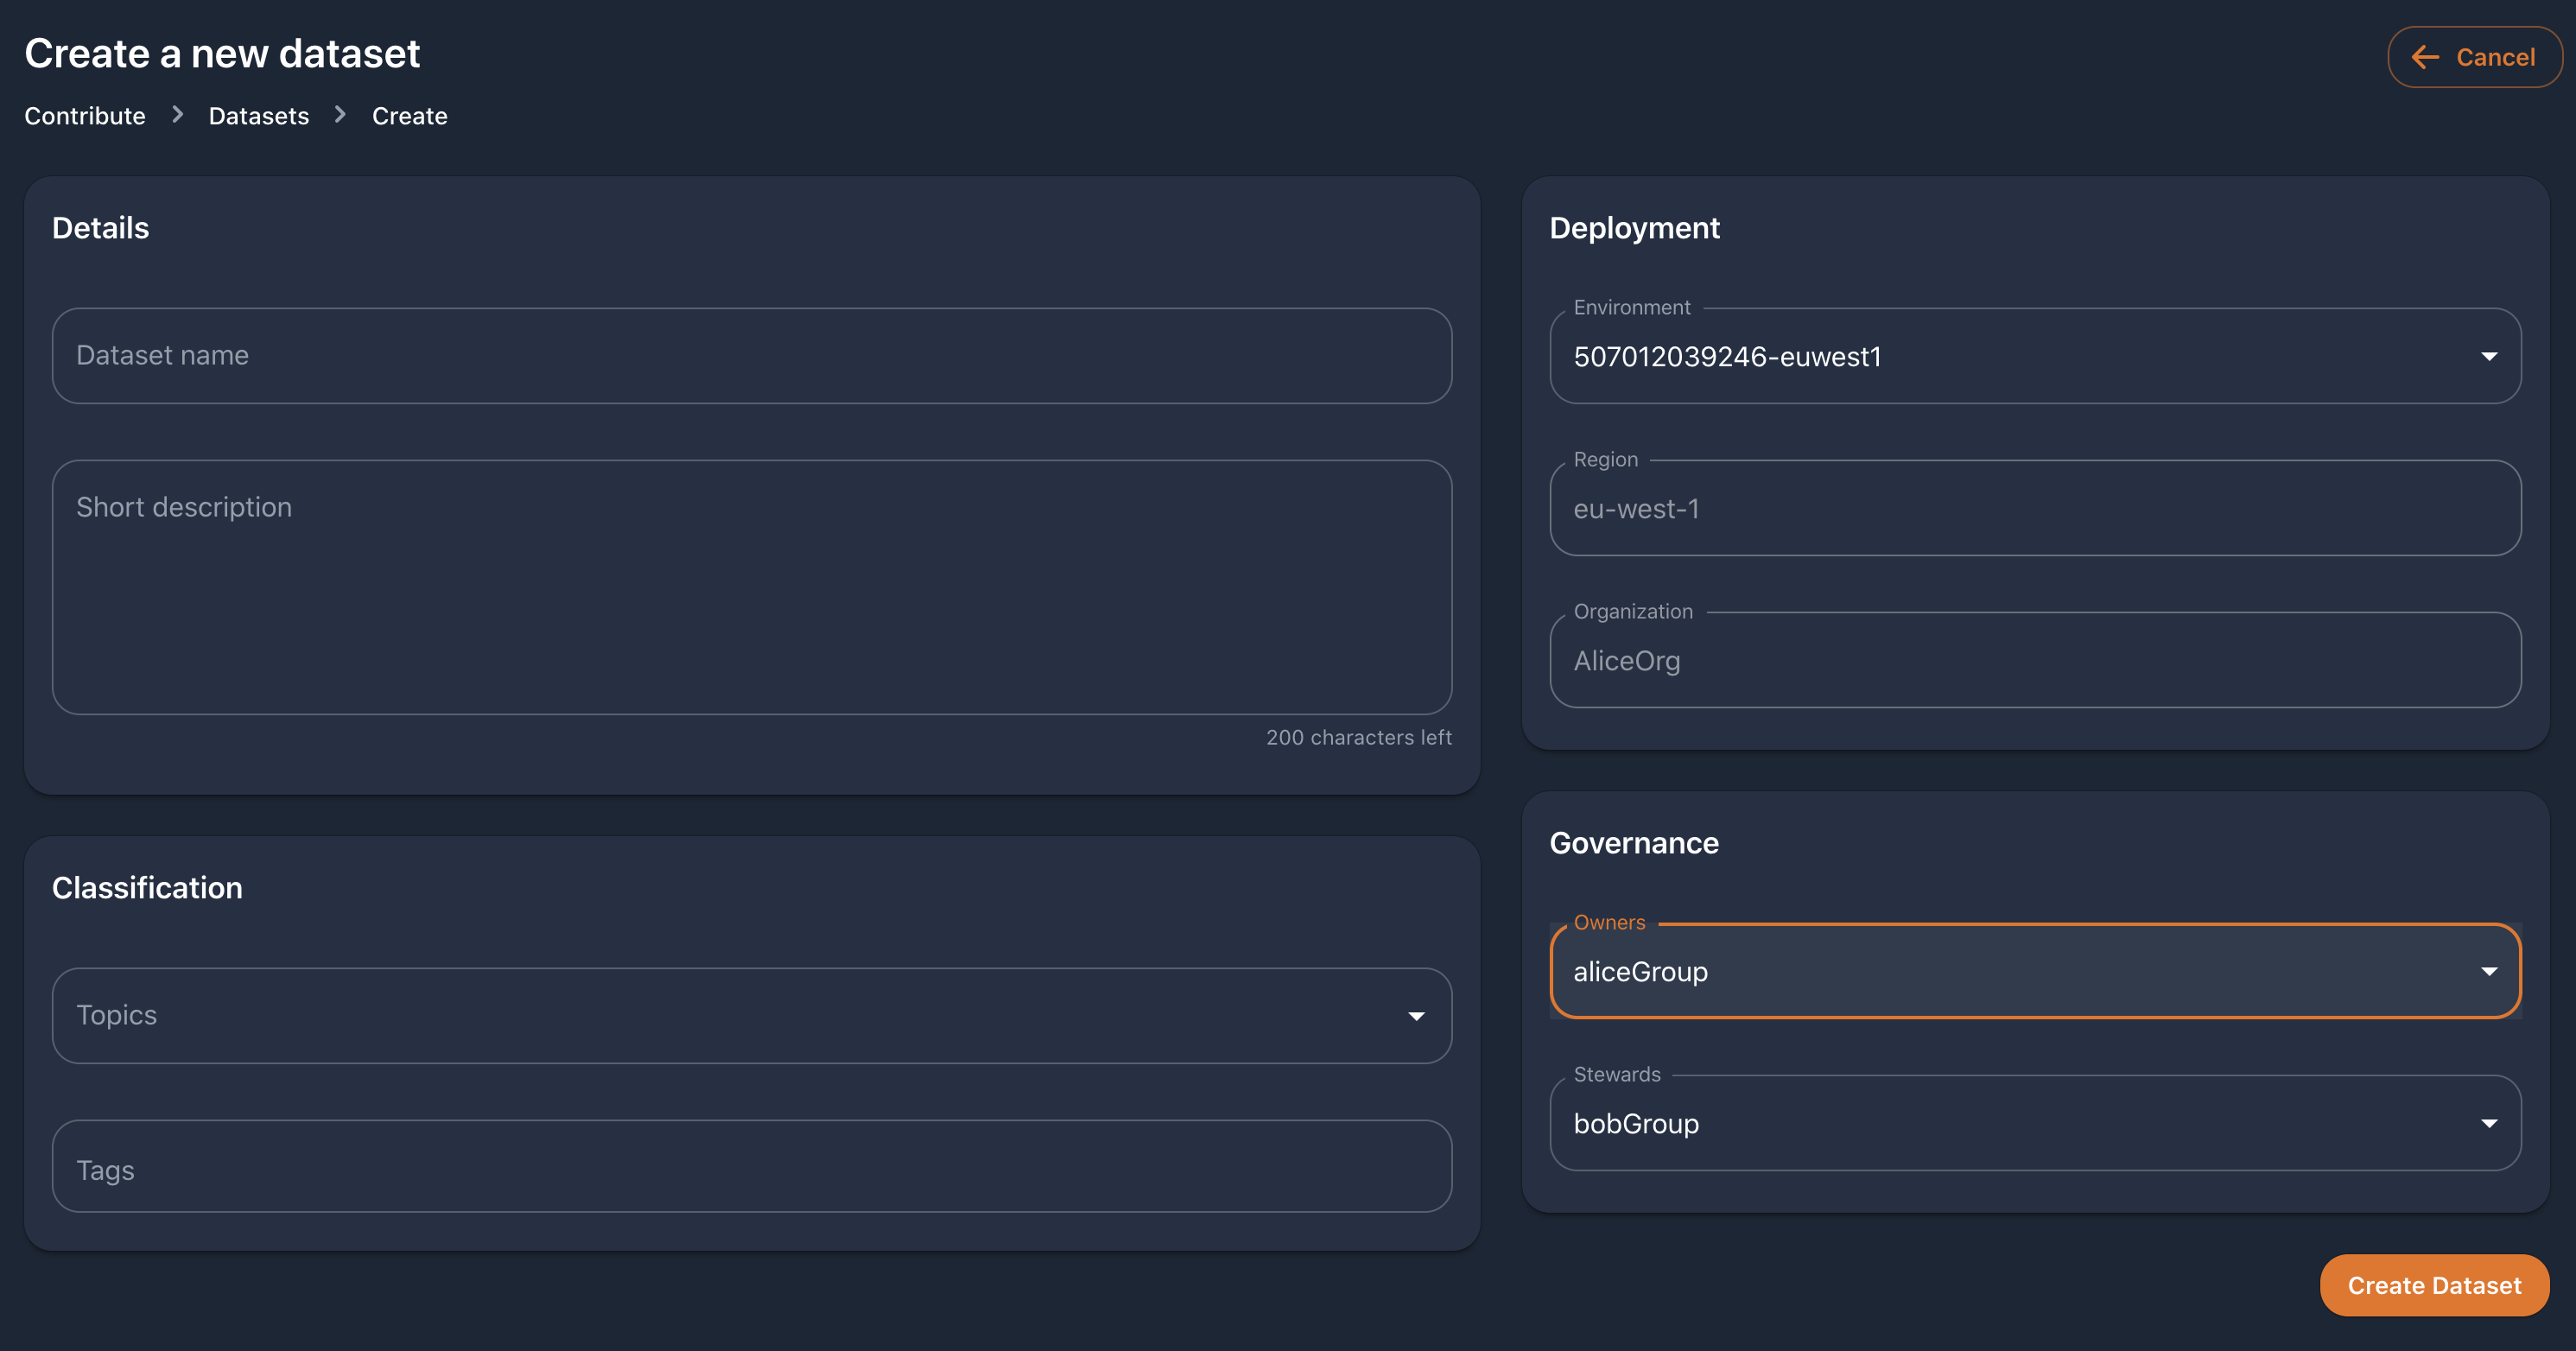 Create a new dataset
Cancel
Contribute > Datasets > Create
Details
Dataset name
Short description
200 characters left
Classification
Topics
Tags
Deployment
Environment
507012039246-euwest1
Region
eu-west-1
Organization
AliceOrg
Governance
Owners
aliceGroup
Stewards
bobGroup
Create Dataset